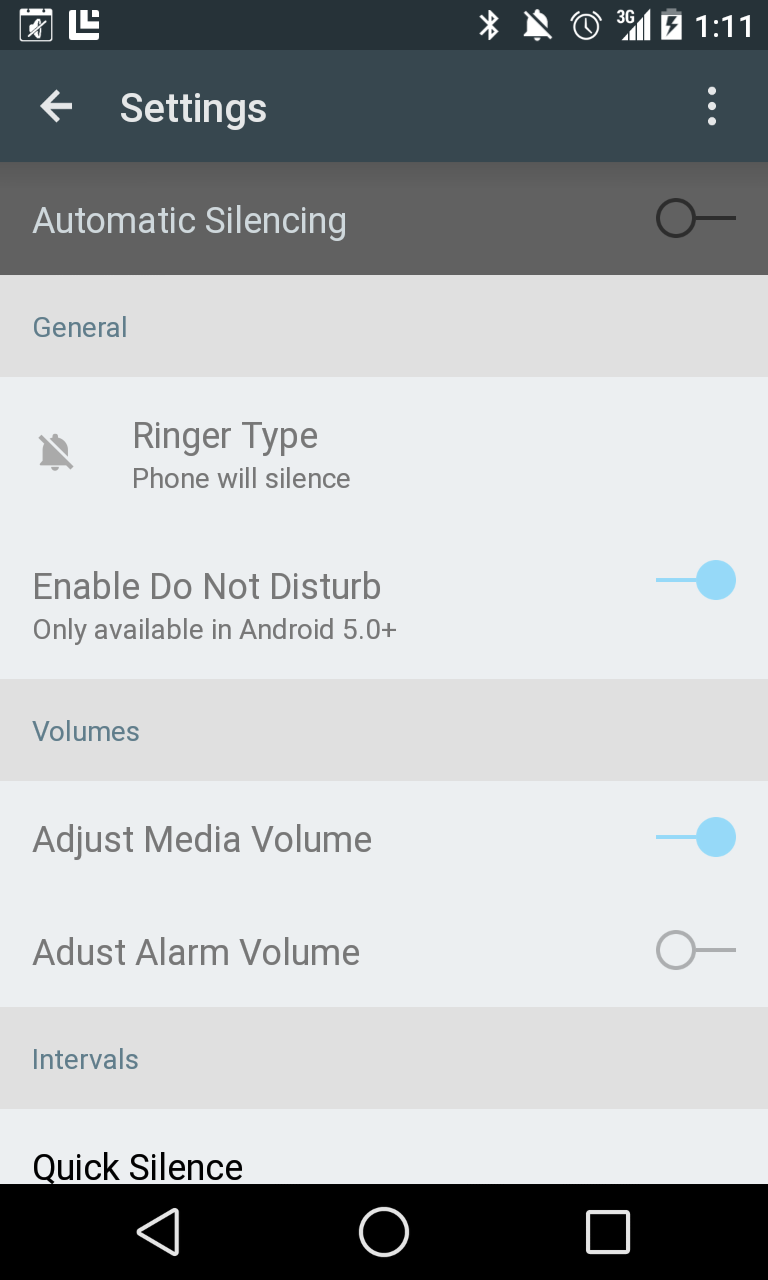 3G 1:11
Settings
Automatic Silencing
General
Ringer Type
Phone will silence
Enable Do Not Disturb
Only available in Android 5.0+
Volumes
Adjust Media Volume
Adust Alarm Volume
Intervals
Quick Silence